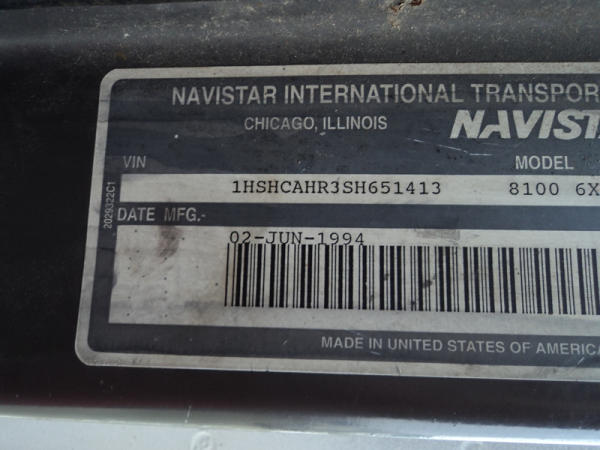 NAVISTAR INTERNATIONAL TRANSPOR
CHICAGO, ILLINOIS
NAVIST
VIN
MODEL
1HSHCAHR3SH651413
8100 6X
2029322C1
DATE MFG.-
02-JUN-1994
MADE IN UNITED STATES OF AMERICA